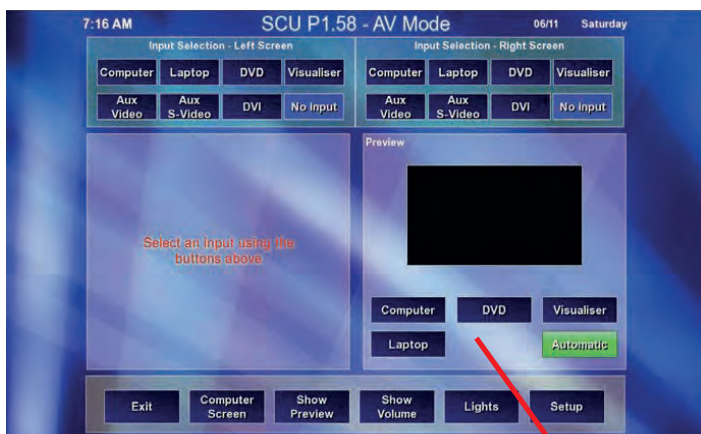 7:16 AM SCU P1.58 - AV Mode 06/11 Saturday
Input Selection - Left Screen
Computer Laptop DVD Visualiser
Aux Video Aux S-Video DVI No Input
Input Selection - Right Screen
Computer Laptop DVD Visualiser
Aux Video Aux S-Video DVI No Input
Select an input using the
buttons above
Preview
Computer DVD Visualiser
Laptop Automatic
Exit Computer Screen Show Preview Show Volume Lights Setup